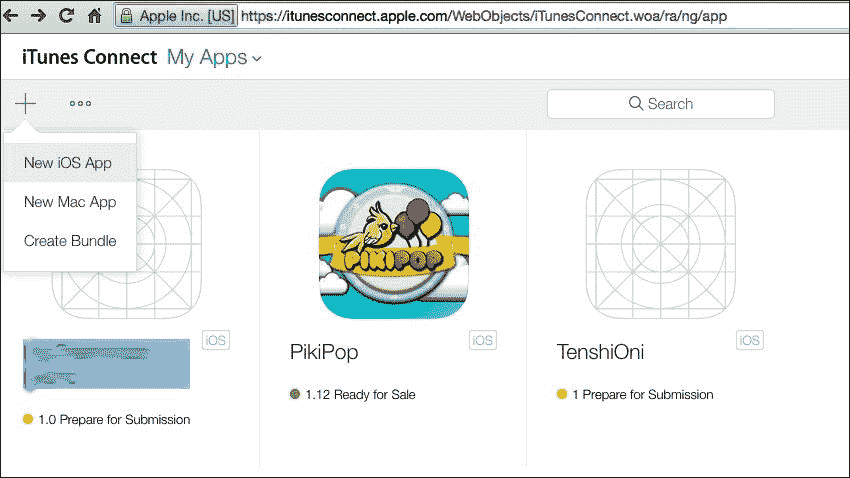 Apple Inc. [US] https://itunesconnect.apple.com/WebObjects/iTunesConnect.woa/ra/ng/app
iTunes Connect My Apps
Search
New iOS App
New Mac App
Create Bundle
PIKIPOP
iOS
PikiPop iOS
TenshiOni iOS
1.0 Prepare for Submission
1.12 Ready for Sale
1 Prepare for Submission